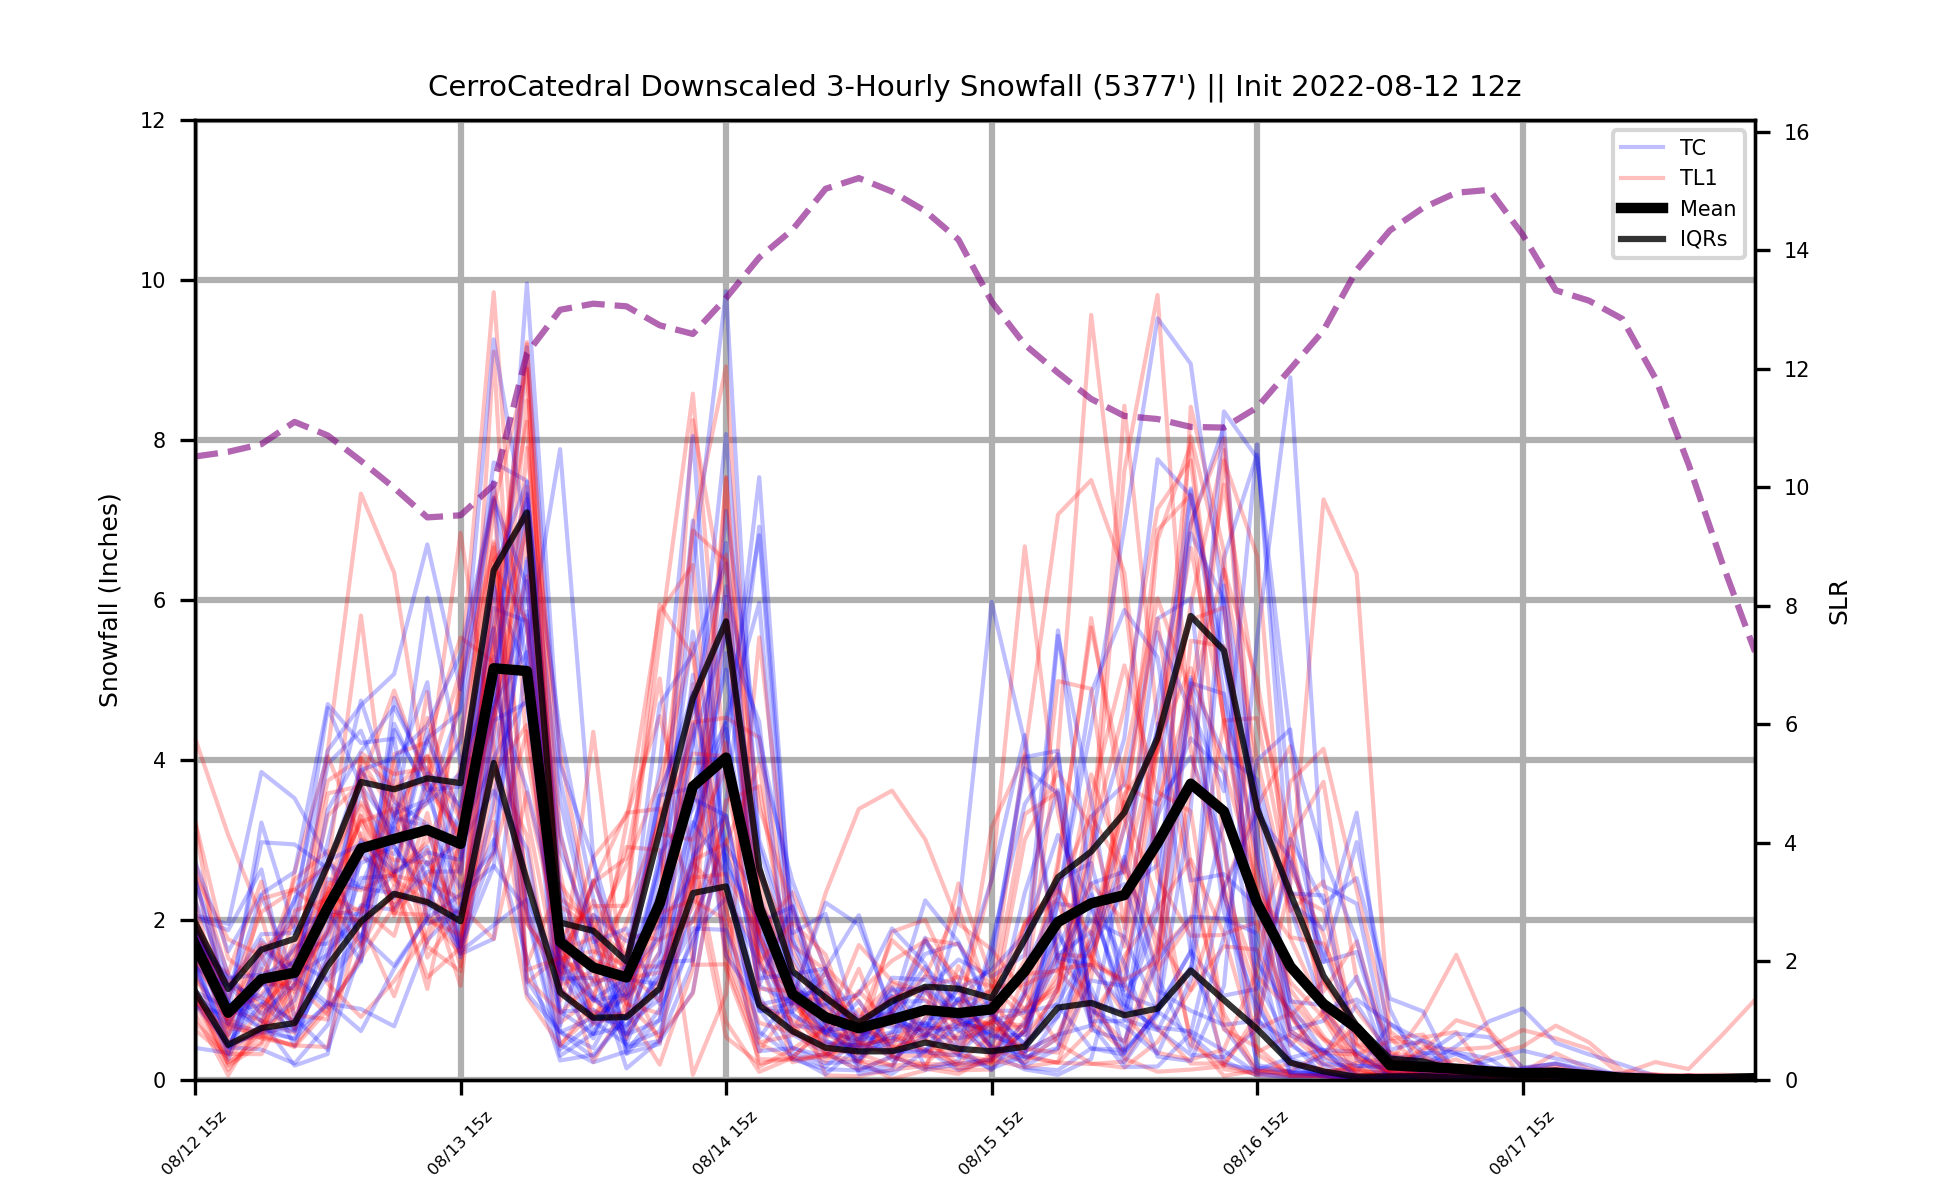 CerroCatedral Downscaled 3-Hourly Snowfall (5377') || Init 2022-08-12 12z
12
10
8
6
4
2
0
Snowfall (Inches)
16
14
12
10
8
6
4
2
0
SLR
TC
TL1
Mean
IQRs
08/12 15z
08/13 15z
08/14 15z
08/15 15z
08/16 15z
08/17 15z